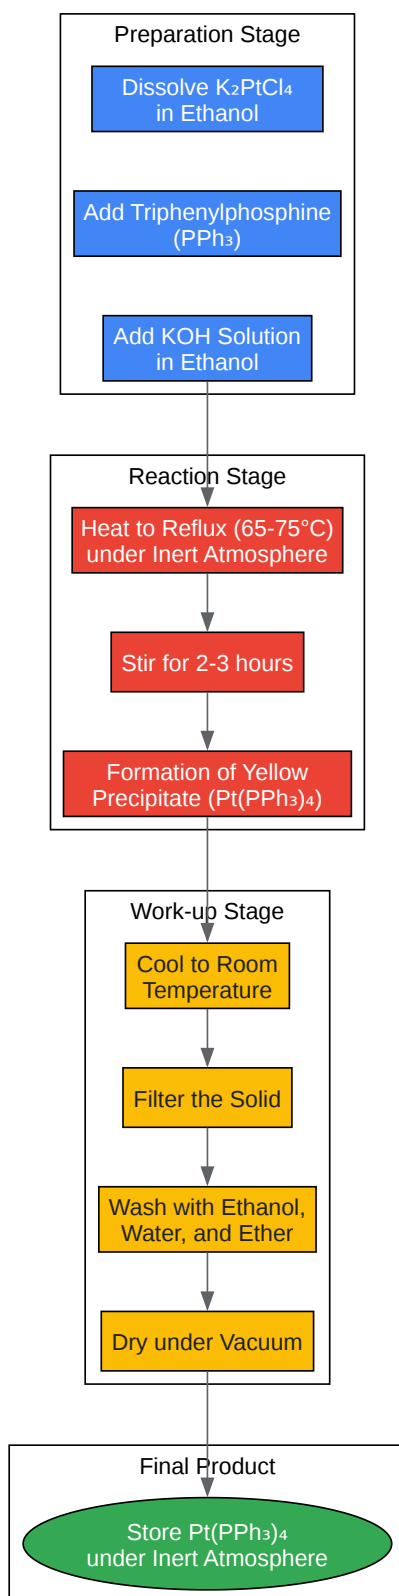 Preparation Stage
Dissolve K₂PtCl₄
in Ethanol
Add Triphenylphosphine
(PPh₃)
Add KOH Solution
in Ethanol
Reaction Stage
Heat to Reflux (65-75°C)
under Inert Atmosphere
Stir for 2-3 hours
Formation of Yellow
Precipitate (Pt(PPh₃)₄)
Work-up Stage
Cool to Room
Temperature
Filter the Solid
Wash with Ethanol,
Water, and Ether
Dry under Vacuum
Final Product
Store Pt(PPh₃)₄
under Inert Atmosphere